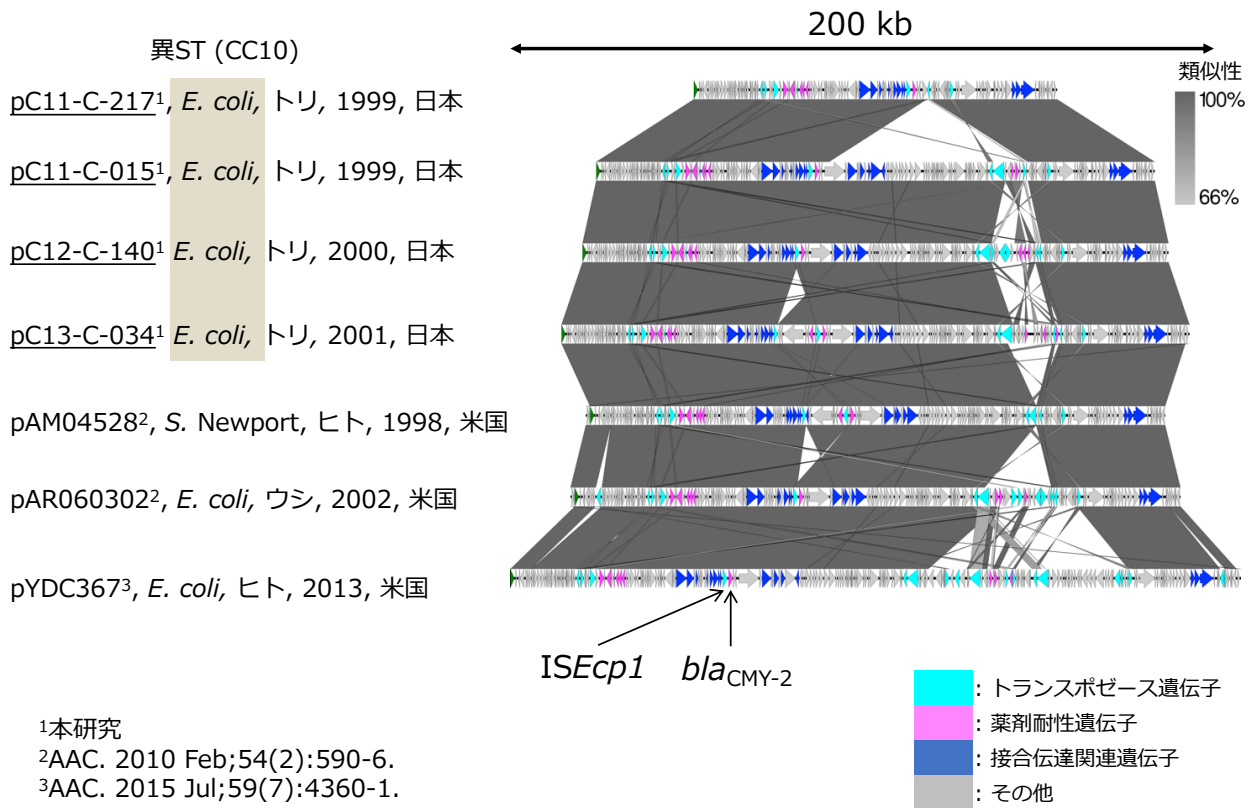 200 kb
異ST (CC10)
類似性
100%
66%
pC11-C-217¹, E. coli, トリ, 1999, 日本
pC11-C-015¹, E. coli, トリ, 1999, 日本
pC12-C-140¹ E. coli, トリ, 2000, 日本
pC13-C-034¹ E. coli, トリ, 2001, 日本
pAM04528², S. Newport, ヒト, 1998, 米国
pAR060302², E. coli, ウシ, 2002, 米国
pYDC367³, E. coli, ヒト, 2013, 米国
ISEcp1 blaCMY-2
: トランスポゼース遺伝子
: 薬剤耐性遺伝子
: 接合伝達関連遺伝子
: その他
¹本研究
²AAC. 2010 Feb;54(2):590-6.
³AAC. 2015 Jul;59(7):4360-1.